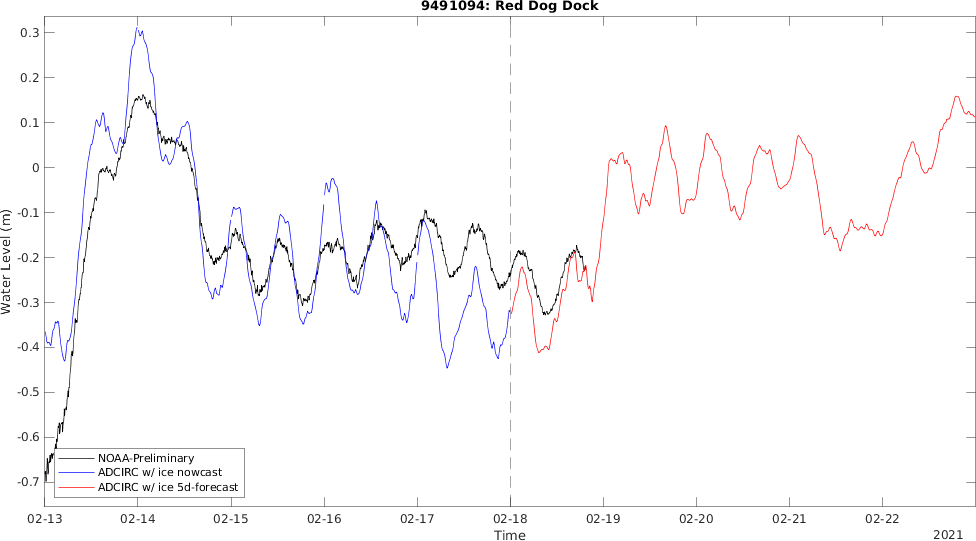 9491094: Red Dog Dock
Water Level (m)
0.3
0.2
0.1
0
-0.1
-0.2
-0.3
-0.4
-0.5
-0.6
-0.7
NOAA-Preliminary
ADCIRC w/ ice nowcast
ADCIRC w/ ice 5d-forecast
02-13 02-14 02-15 02-16 02-17 02-18 02-19 02-20 02-21 02-22
Time
2021